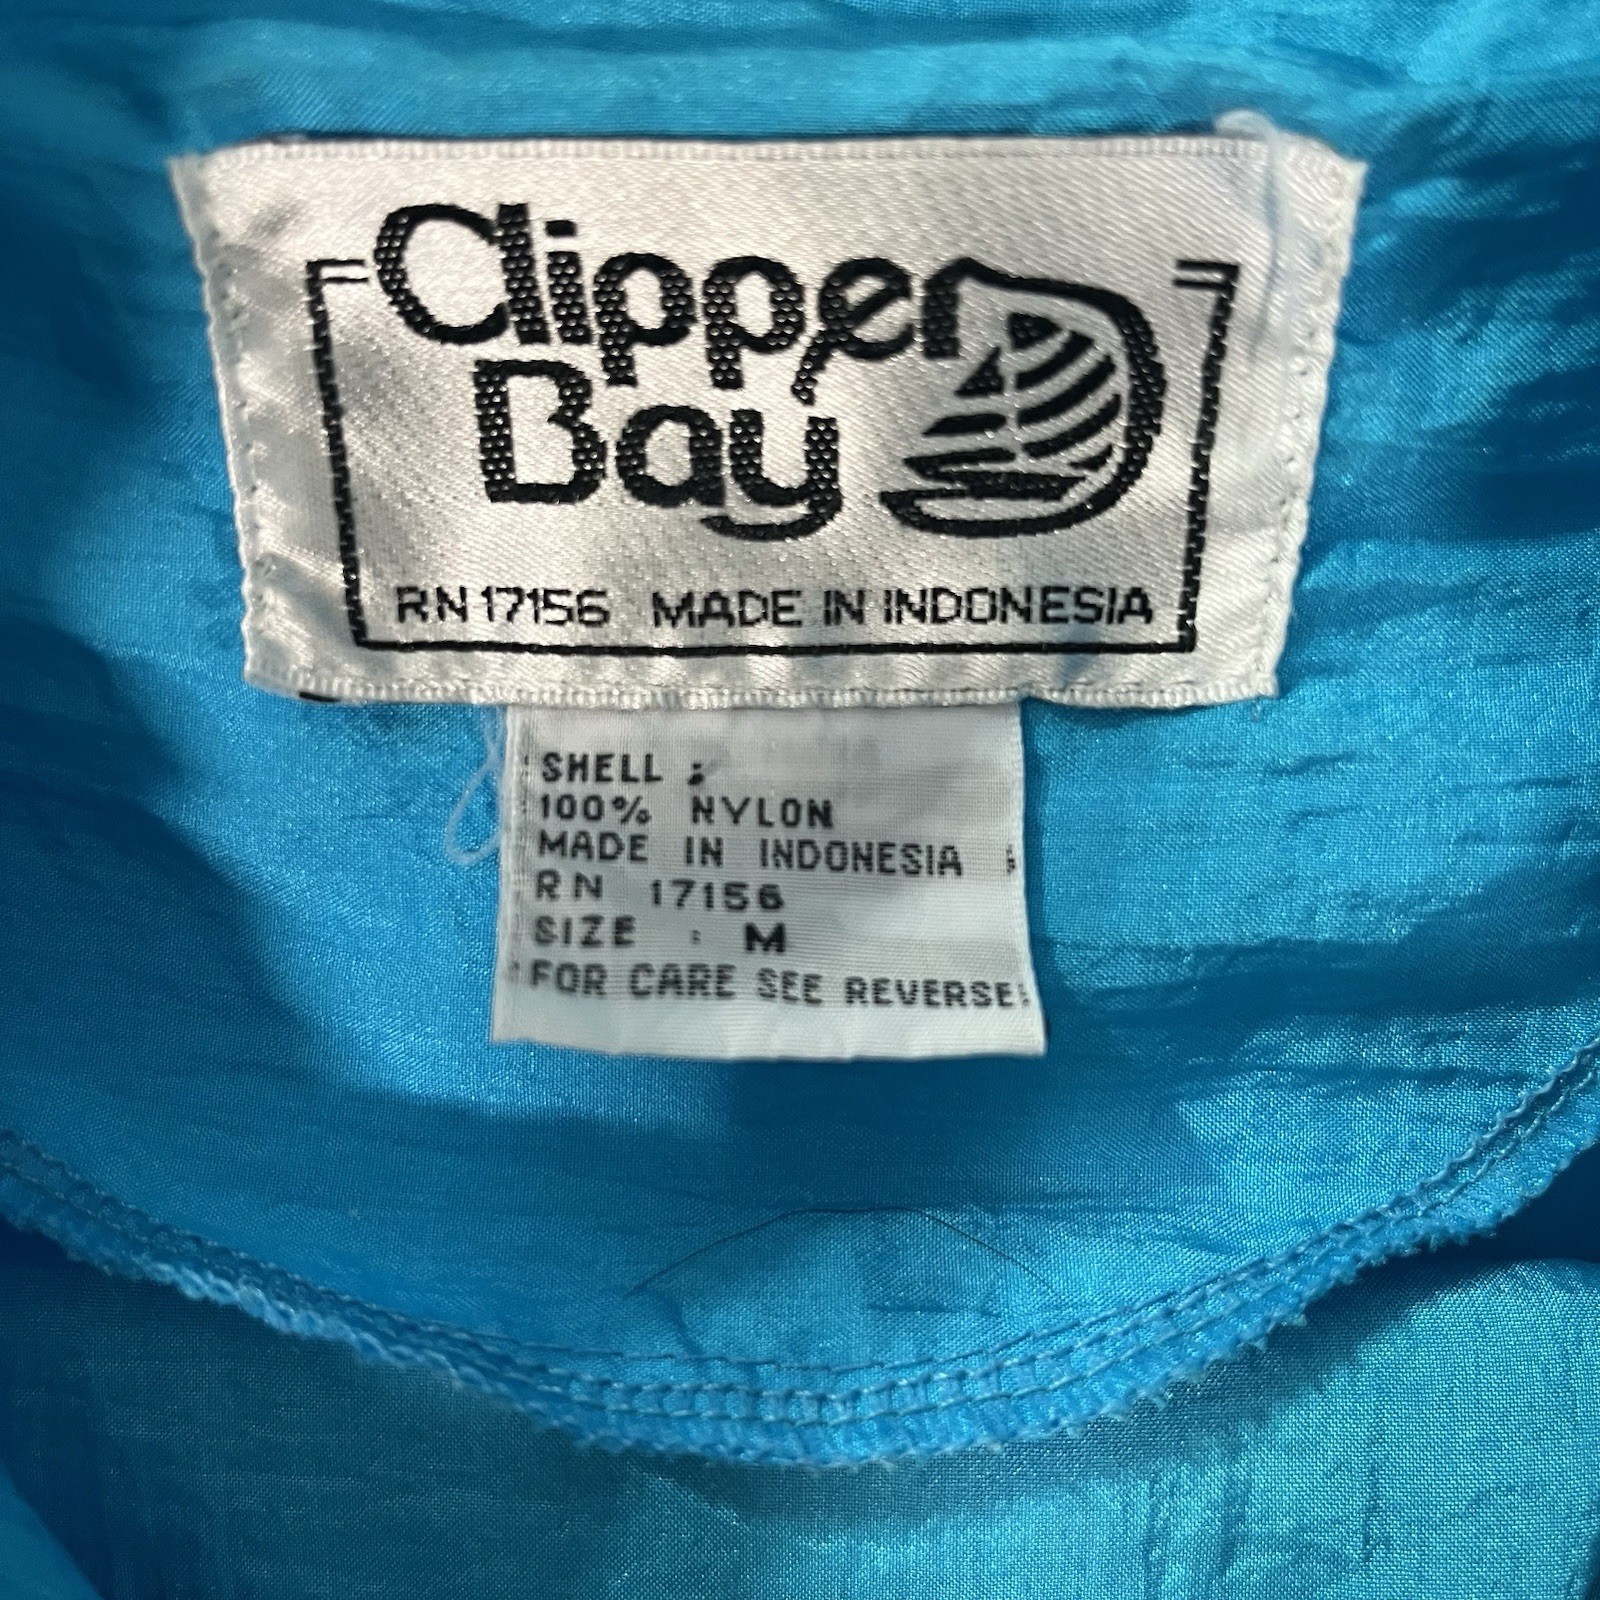 Clipper
Bay
RN 17156 MADE IN INDONESIA
SHELL ;
100% NYLON
MADE IN INDONESIA ;
RN 17156
SIZE : M
FOR CARE SEE REVERSE